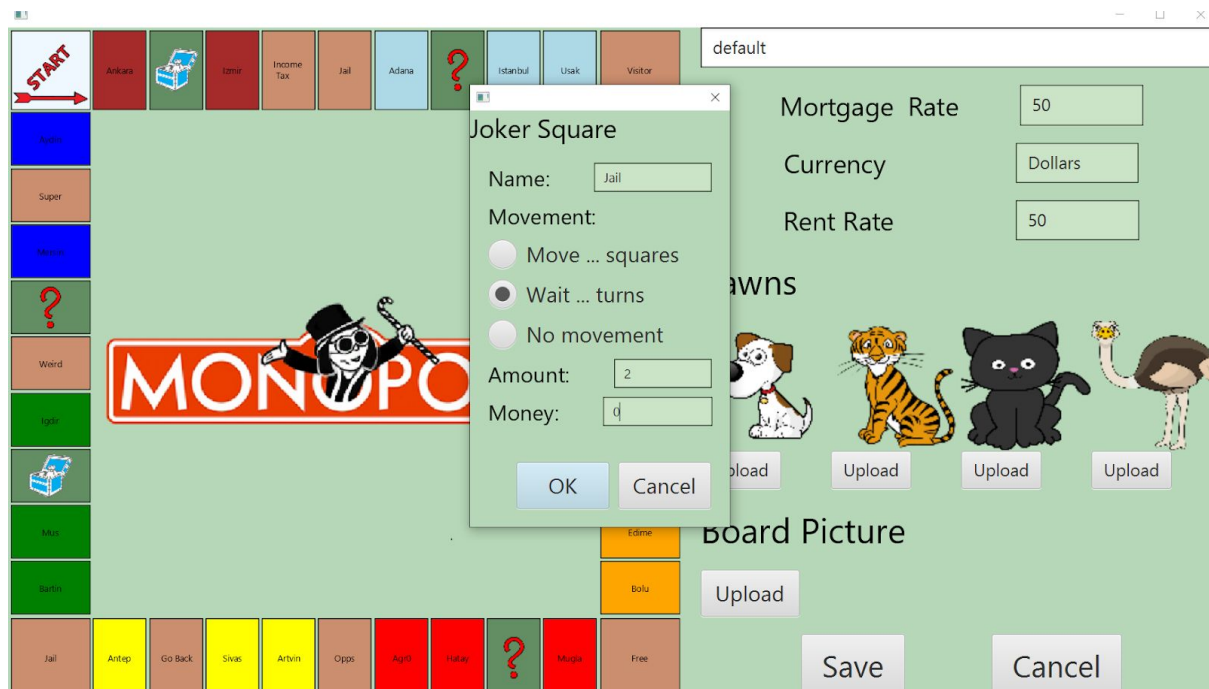 START
Ankara
Izmir
Income
Tax
Jail
Adana
?
Istanbul
Usak
Visitor
default
Joker Square
Name: Jail
Movement:
Move ... squares
Wait ... turns
No movement
Amount: 2
Money: 0
OK Cancel
Mortgage Rate 50
Currency Dollars
Rent Rate 50
awns
Upload Upload Upload
Board Picture
Upload
Save Cancel
Super
?
Weird
Igdir
Mus
Bartin
MONOPO
Bolu
Jail
Antep
Go Back
Sivas
Artvin
Opps
Hatay
?
Mugla
Free